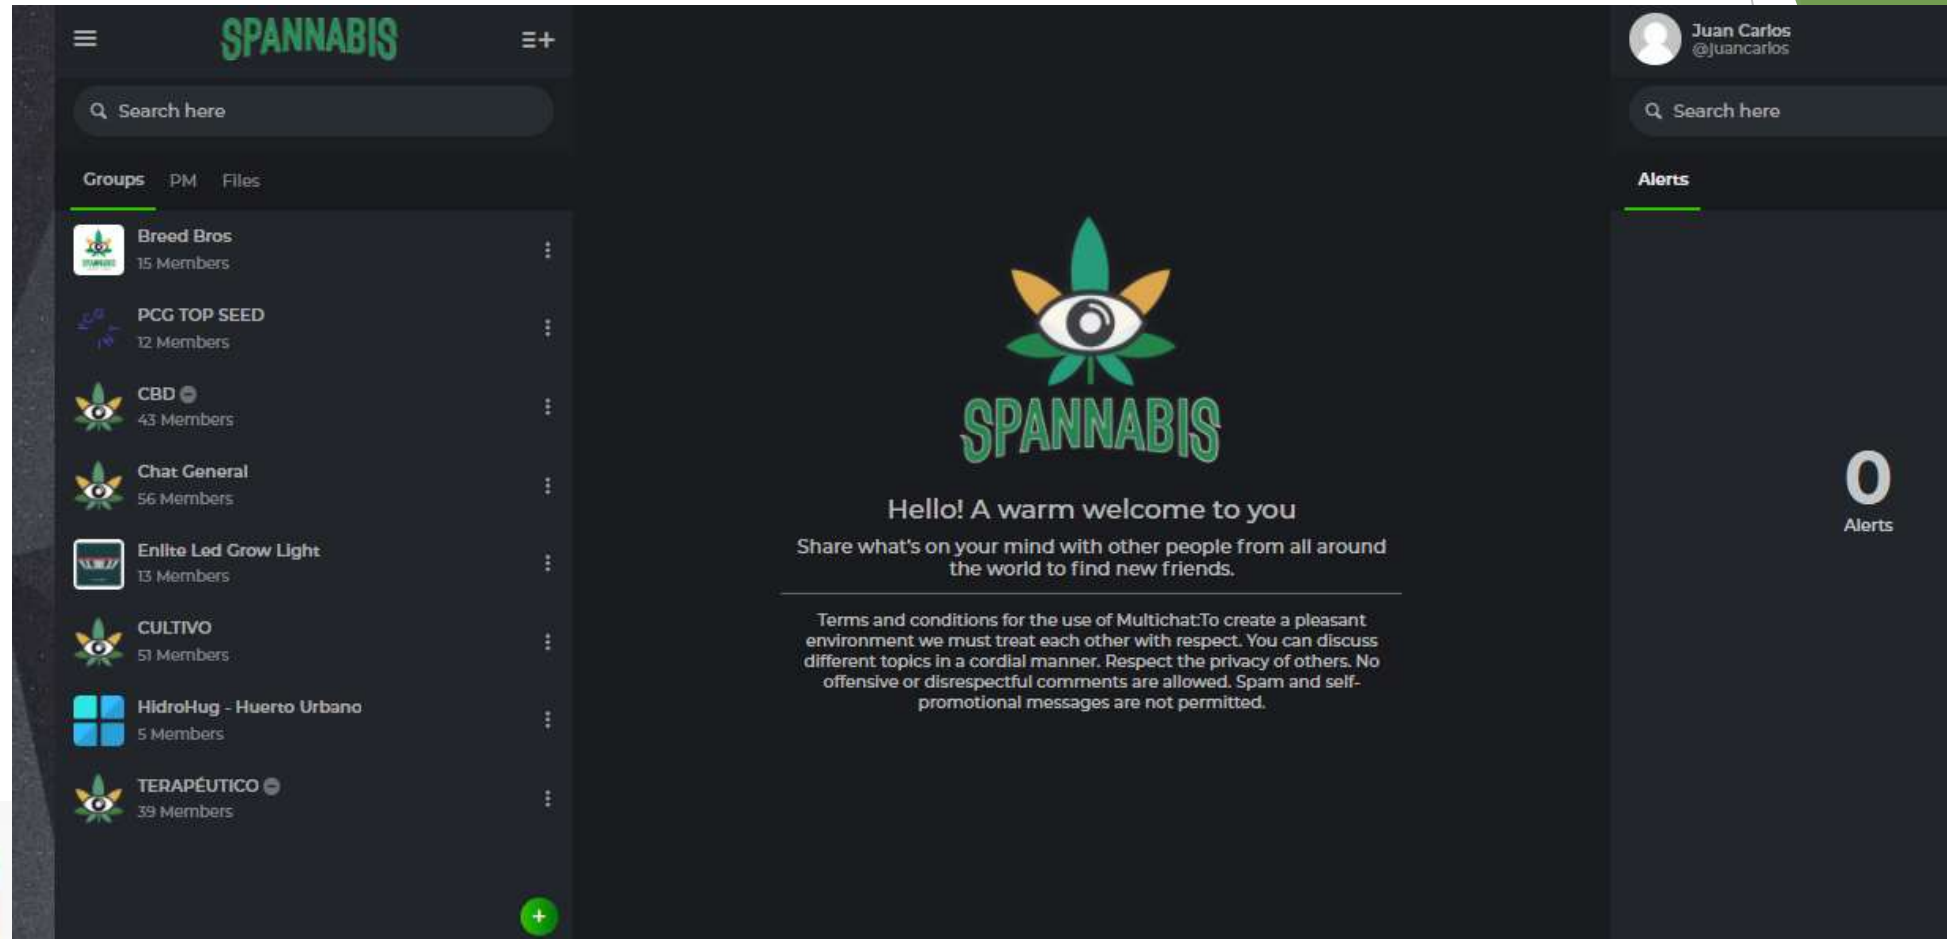 SPANNABIS
Search here
Groups PM Files
Breed Bros
15 Members
PCG TOP SEED
12 Members
CBD
43 Members
Chat General
56 Members
Enlite Led Grow Light
13 Members
CULTIVO
51 Members
HidroHug - Huerto Urbano
5 Members
TERAPÉUTICO
39 Members
SPANNABIS
Hello! A warm welcome to you
Share what's on your mind with other people from all around
the world to find new friends.
Terms and conditions for the use of Multichat:To create a pleasant
environment we must treat each other with respect. You can discuss
different topics in a cordial manner. Respect the privacy of others. No
offensive or disrespectful comments are allowed. Spam and self-
promotional messages are not permitted.
Juan Carlos
@juancarlos
Search here
Alerts
0
Alerts